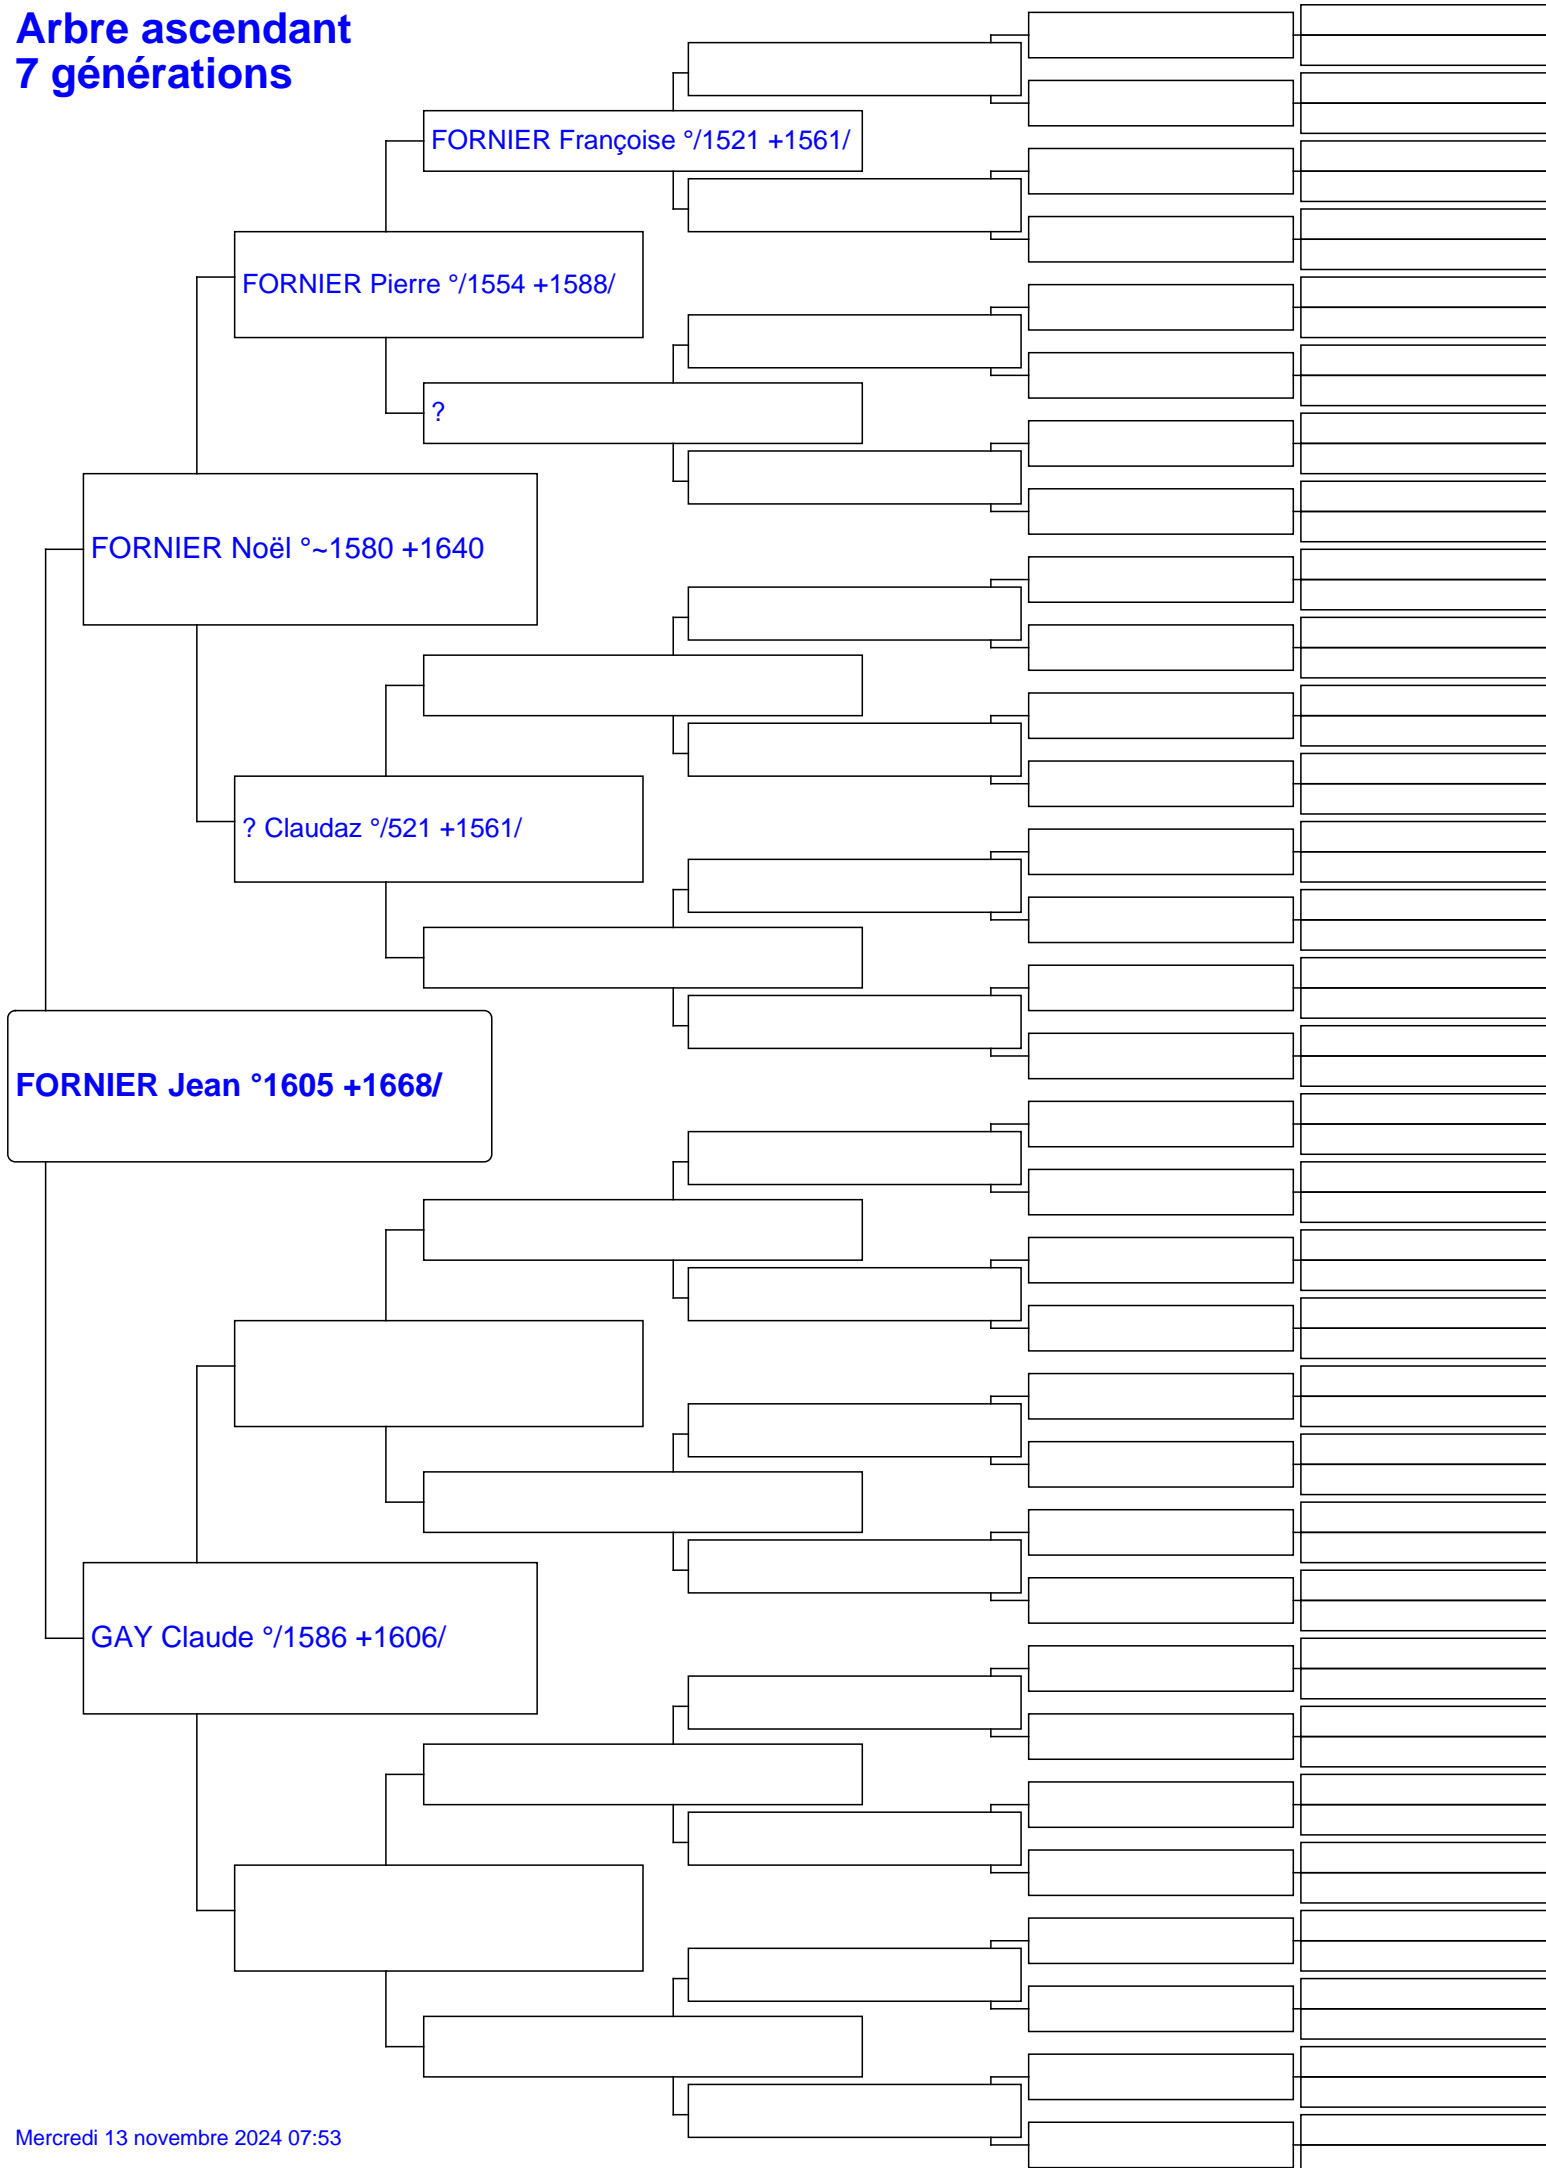 Arbre ascendant
7 générations
FORNIER Françoise °/1521 +1561/
FORNIER Pierre °/1554 +1588/
?
FORNIER Noël °~1580 +1640
? Claudaz °/521 +1561/
FORNIER Jean °1605 +1668/
GAY Claude °/1586 +1606/
Mercredi 13 novembre 2024 07:53